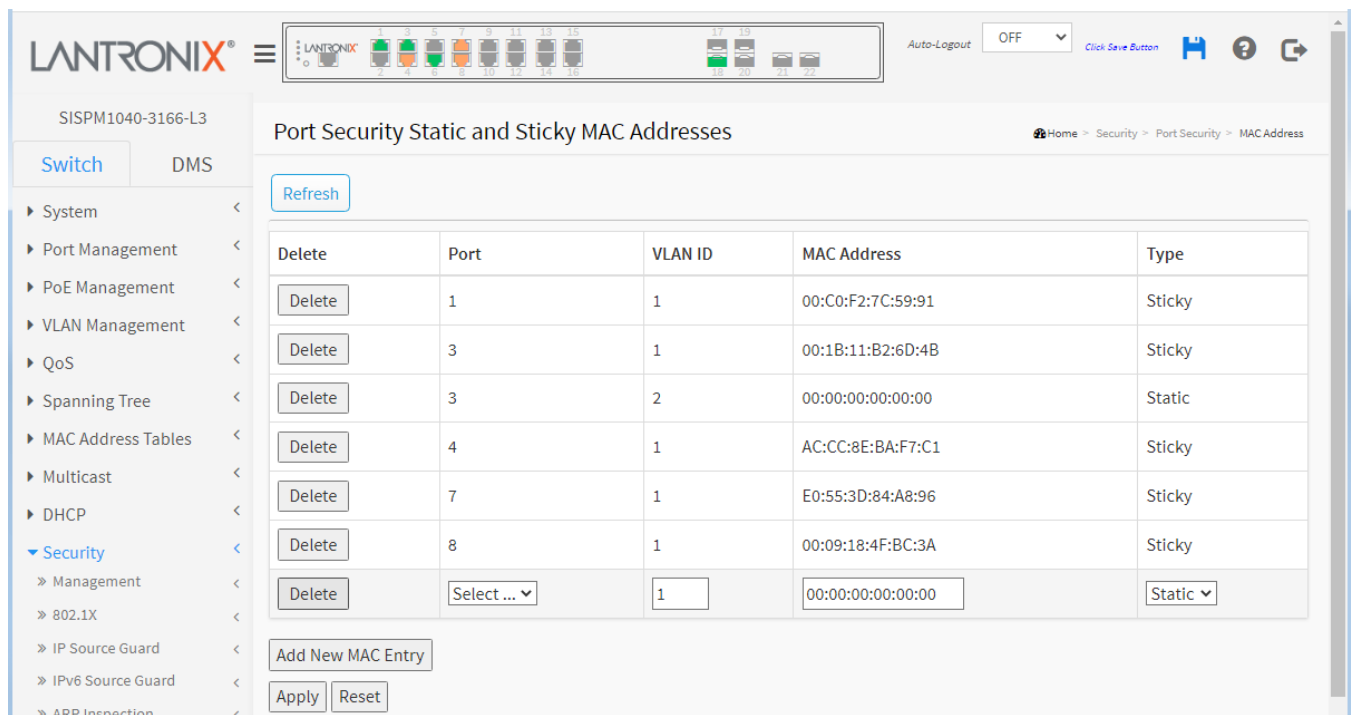 LANTRONIX®
LANTRONIX
1 3 5 7 9 11 13 15 17 19
2 4 6 8 10 12 14 16 18 20 21 22
Auto-Logout OFF Click Save Button
SISPM1040-3166-L3
Switch DMS
System
Port Management
PoE Management
VLAN Management
QoS
Spanning Tree
MAC Address Tables
Multicast
DHCP
Security
Management
802.1X
IP Source Guard
IPv6 Source Guard
ARP Inspection
Port Security Static and Sticky MAC Addresses
Home > Security > Port Security > MAC Address
Refresh
Delete Port VLAN ID MAC Address Type
Delete 1 1 00:C0:F2:7C:59:91 Sticky
Delete 3 1 00:1B:11:B2:6D:4B Sticky
Delete 3 2 00:00:00:00:00:00 Static
Delete 4 1 AC:CC:8E:BA:F7:C1 Sticky
Delete 7 1 E0:55:3D:84:A8:96 Sticky
Delete 8 1 00:09:18:4F:BC:3A Sticky
Delete Select ... 1 00:00:00:00:00:00 Static
Add New MAC Entry
Apply Reset